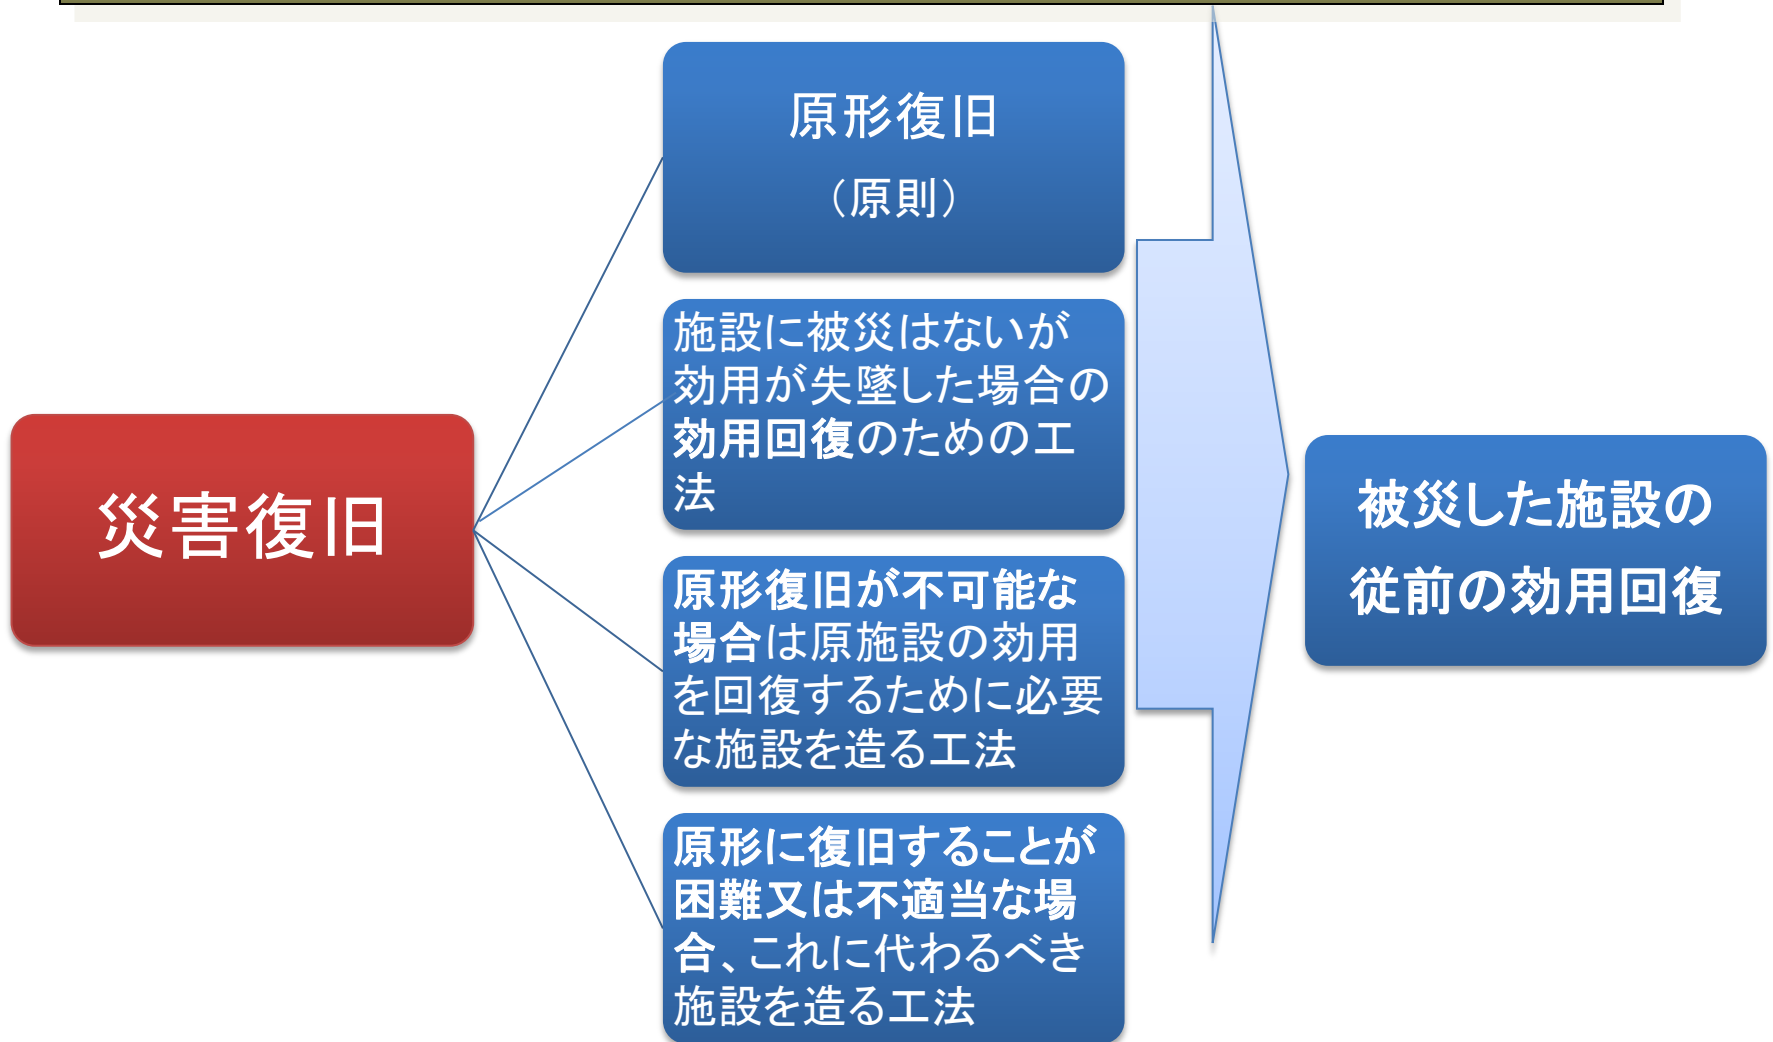 災害復旧
原形復旧
（原則）
施設に被災はないが
効用が失墜した場合の
効用回復のための工
法
原形復旧が不可能な
場合は原施設の効用
を回復するために必要
な施設を造る工法
原形に復旧することが
困難又は不適当な場
合、これに代わるべき
施設を造る工法
被災した施設の
従前の効用回復